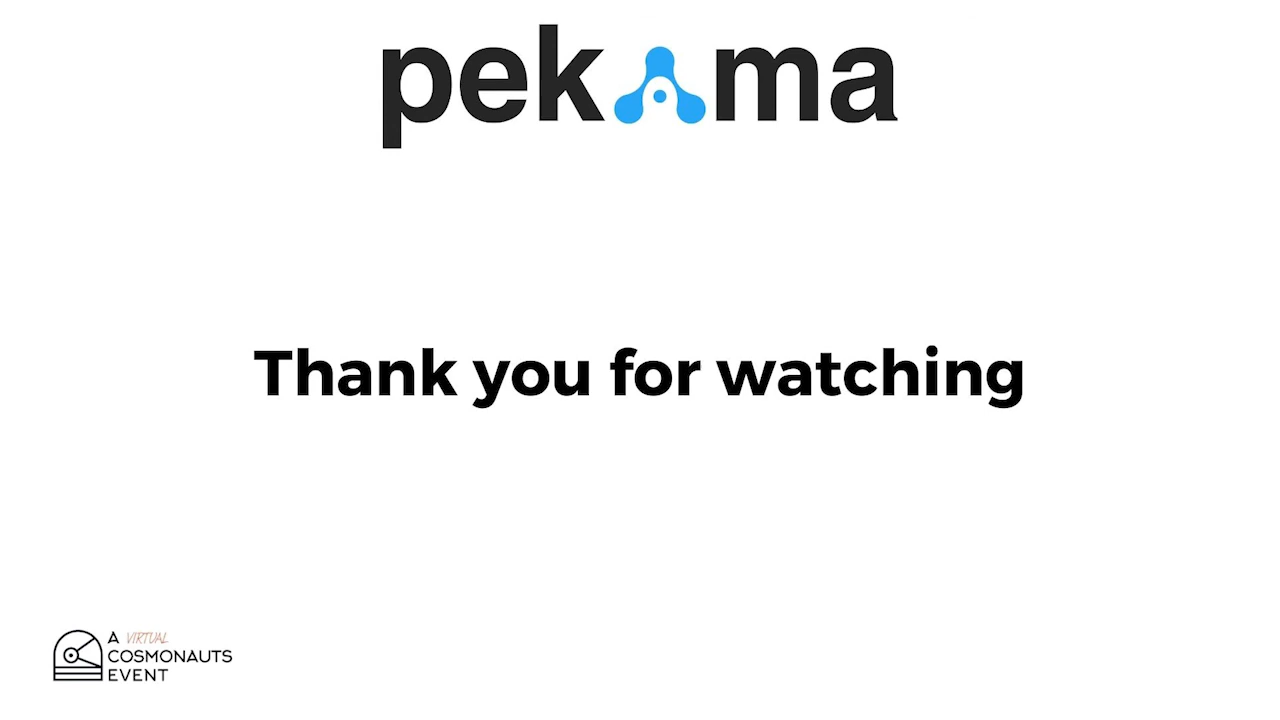 pekama
Thank you for watching
A VIRTUAL
COSMONAUTS
EVENT